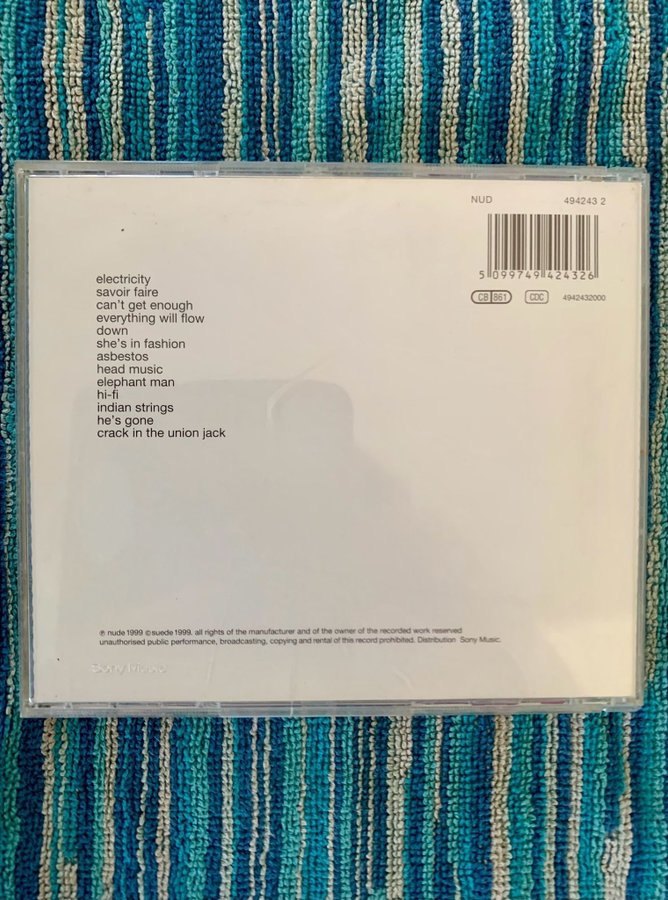 NUD 494243 2
5 099749 424326
CB 861 CDC 4942432000
electricity
savoir faire
can't get enough
everything will flow
down
she's in fashion
asbestos
head music
elephant man
hi-fi
indian strings
he's gone
crack in the union jack
℗ nude 1999 © suede 1999. all rights of the manufacturer and of the owner of the recorded work reserved
unauthorised public performance, broadcasting, copying and rental of this record prohibited. Distribution Sony Music.
Sony Music